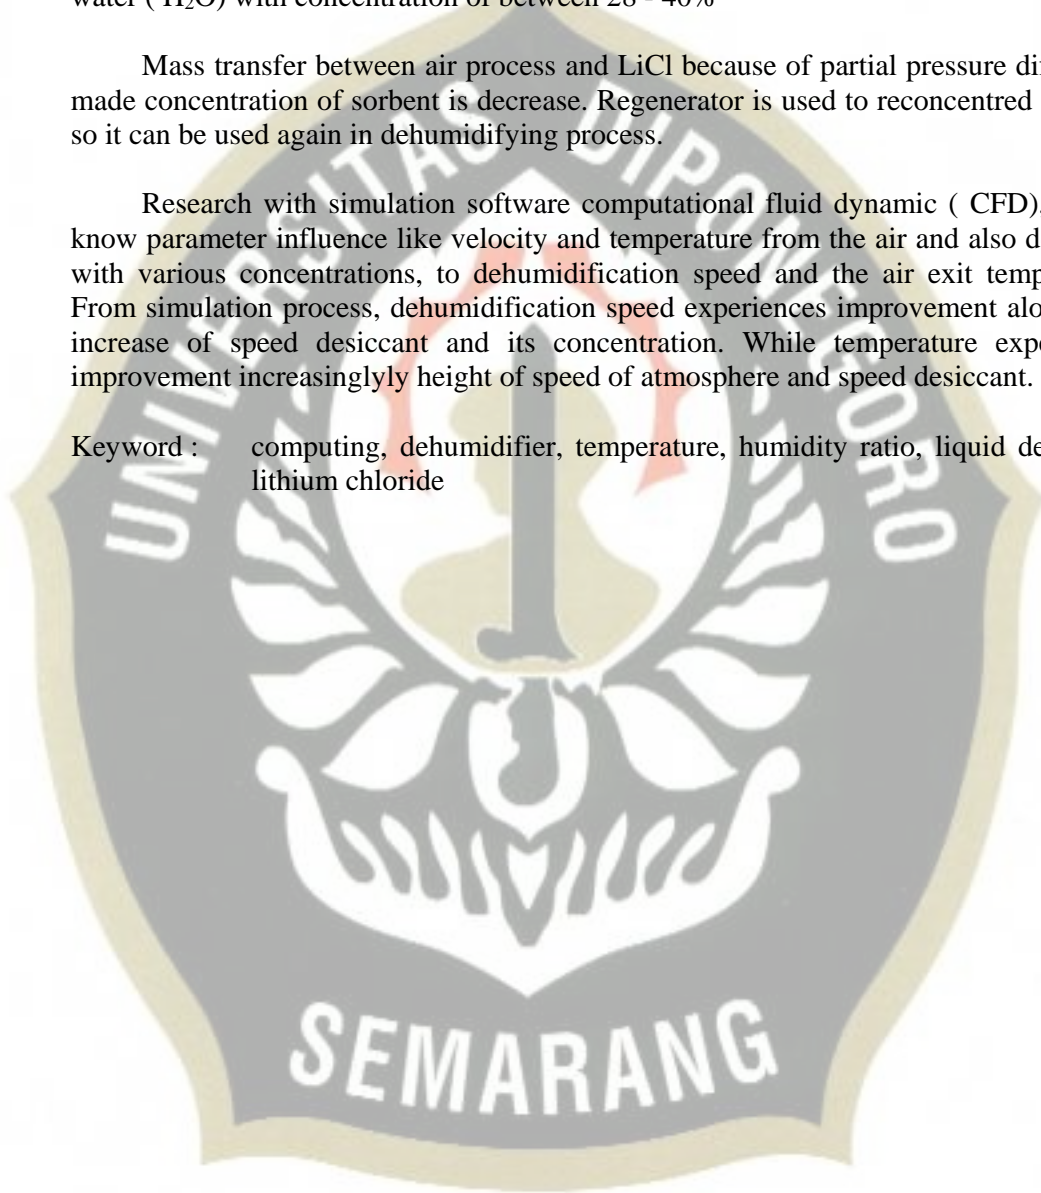 water ( H₂O) with concentration of between 28 - 40%
Mass transfer between air process and LiCl because of partial pressure
made concentration of sorbent is decrease. Regenerator is used to reconcentred
so it can be used again in dehumidifying process.
Research with simulation software computational fluid dynamic ( CFD)
know parameter influence like velocity and temperature from the air and also
with various concentrations, to dehumidification speed and the air exit
From simulation process, dehumidification speed experiences improvement
increase of speed desiccant and its concentration. While temperature
improvement increasinglyly height of speed of atmosphere and speed desiccant.
Keyword : computing, dehumidifier, temperature, humidity ratio, liquid
lithium chloride
UNIVERSITAS DIPONEGORO
SEMARANG